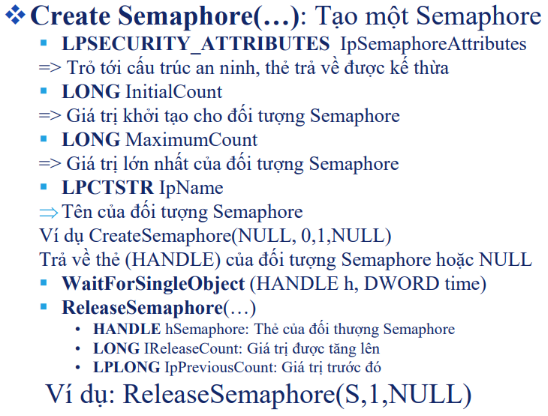 ❖ Create Semaphore(…): Tạo một Semaphore
▪ LPSECURITY_ATTRIBUTES IpSemaphoreAttributes
=> Trỏ tới cấu trúc an ninh, thẻ trả về được kế thừa
▪ LONG InitialCount
=> Giá trị khởi tạo cho đối tượng Semaphore
▪ LONG MaximumCount
=> Giá trị lớn nhất của đối tượng Semaphore
▪ LPCTSTR IpName
⇒ Tên của đối tượng Semaphore
Ví dụ CreateSemaphore(NULL, 0,1,NULL)
Trả về thẻ (HANDLE) của đối tượng Semaphore hoặc NULL
▪ WaitForSingleObject (HANDLE h, DWORD time)
▪ ReleaseSemaphore(…)
• HANDLE hSemaphore: Thẻ của đối thượng Semaphore
• LONG IReleaseCount: Giá trị được tăng lên
• LPLONG IpPreviousCount: Giá trị trước đó
Ví dụ: ReleaseSemaphore(S,1,NULL)